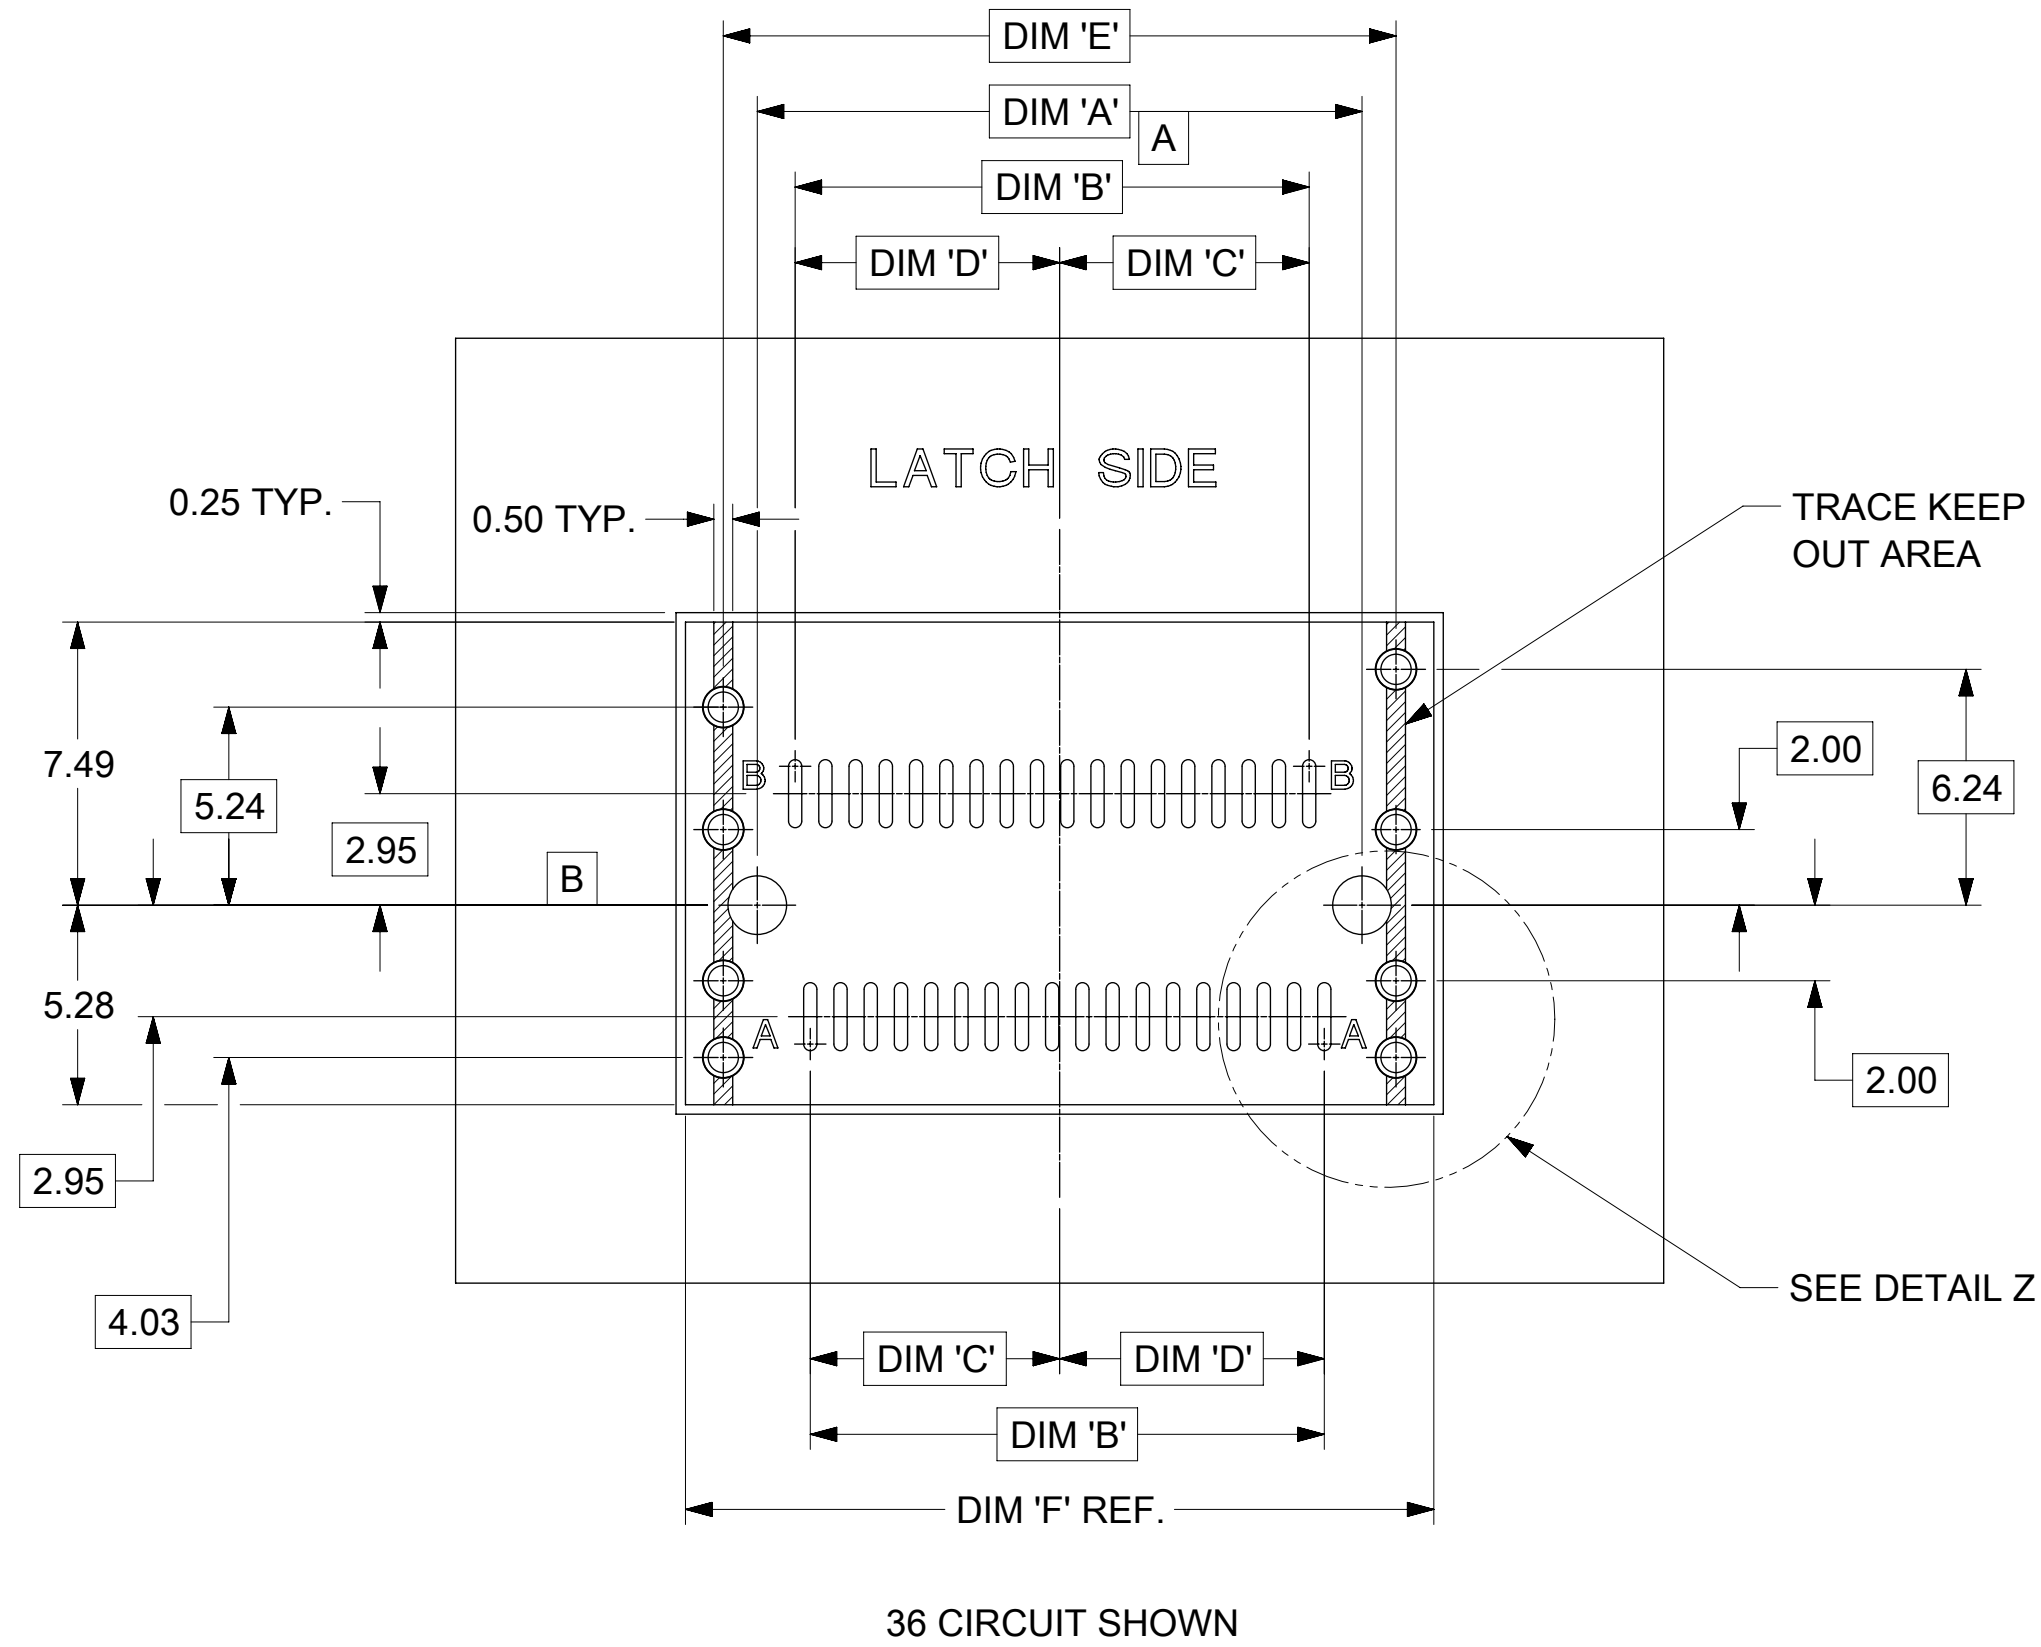 DIM 'E'
DIM 'A'
A
DIM 'B'
DIM 'D'
DIM 'C'
LATCH SIDE
0.25 TYP.
0.50 TYP.
TRACE KEEP
OUT AREA
7.49
5.24
2.95
B
B
B
2.00
6.24
5.28
A
A
2.95
4.03
2.00
SEE DETAIL Z
DIM 'C'
DIM 'D'
DIM 'B'
DIM 'F' REF.
36 CIRCUIT SHOWN